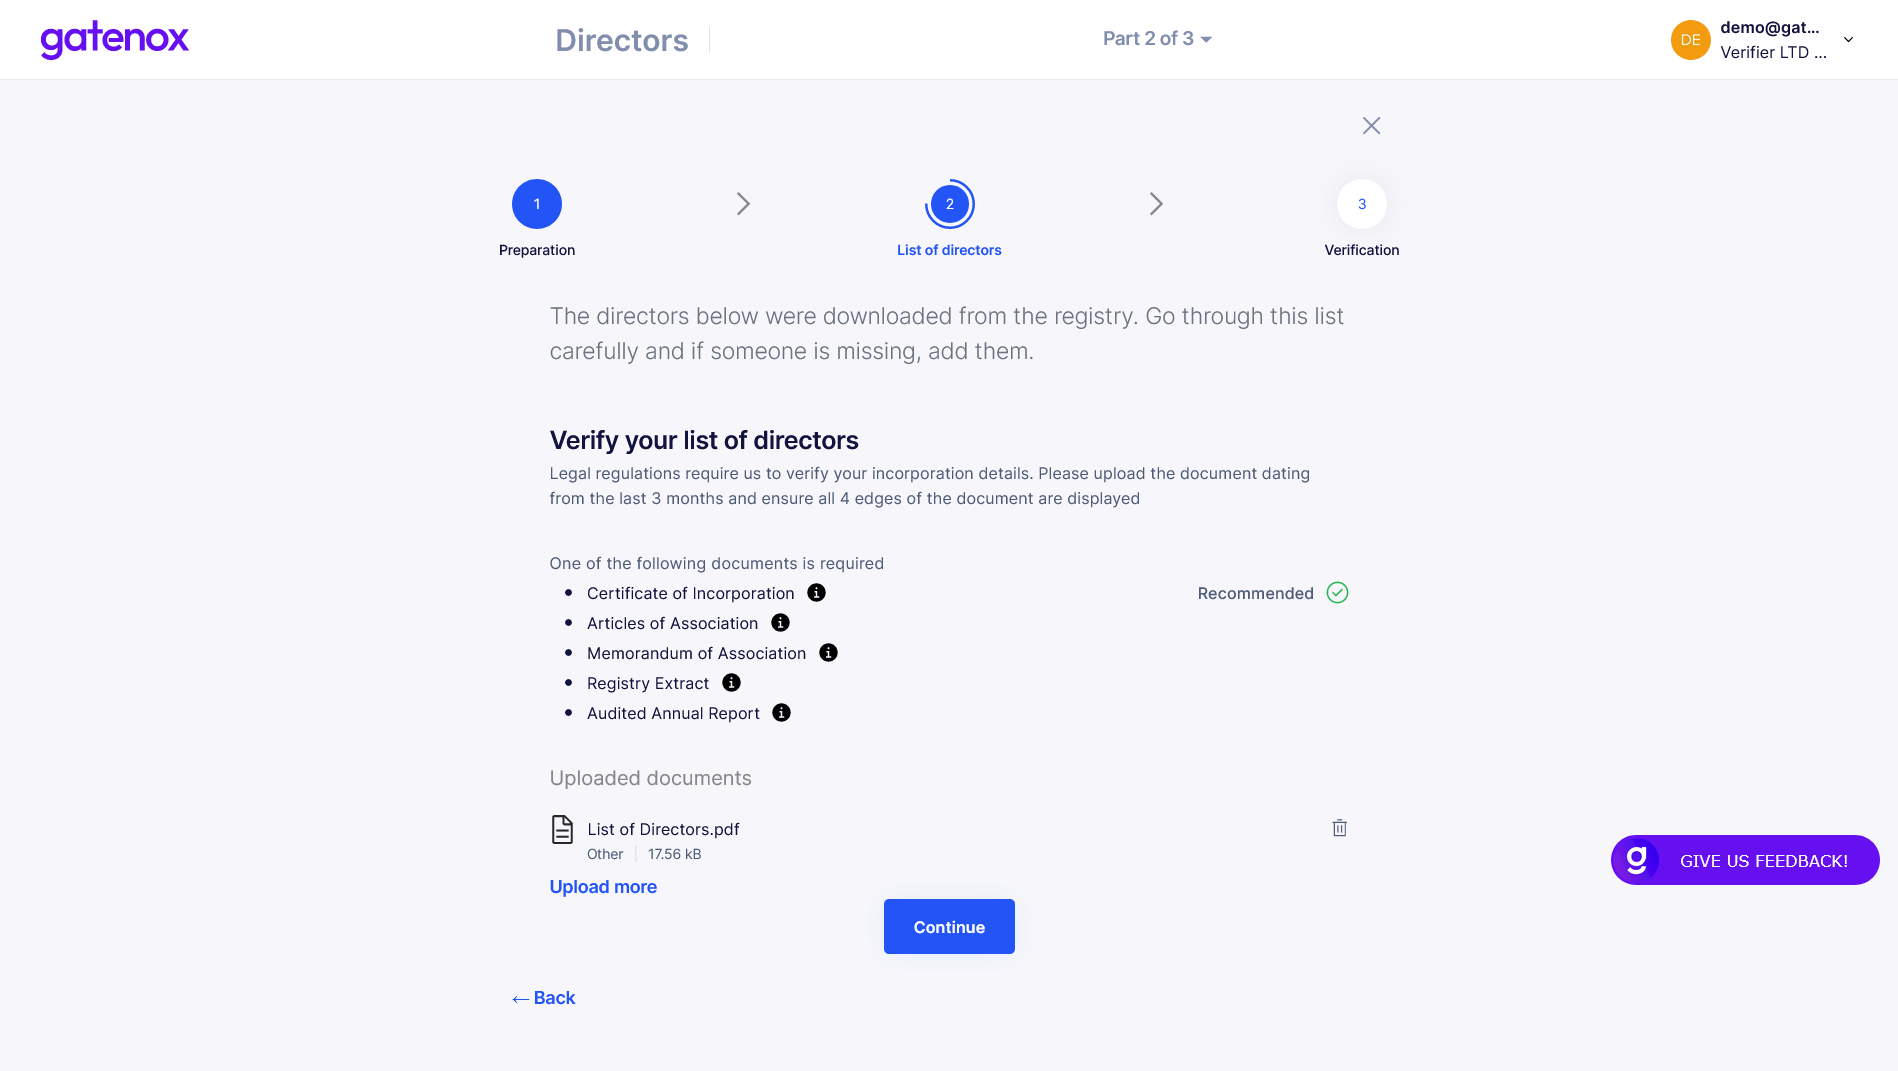 gatenox
Directors
Part 2 of 3
DE
demo@gat...
Verifier LTD ...
1
2
3
Preparation
List of directors
Verification
The directors below were downloaded from the registry. Go through this list
carefully and if someone is missing, add them.
Verify your list of directors
Legal regulations require us to verify your incorporation details. Please upload the document dating
from the last 3 months and ensure all 4 edges of the document are displayed
One of the following documents is required
Certificate of Incorporation
Recommended
Articles of Association
Memorandum of Association
Registry Extract
Audited Annual Report
Uploaded documents
List of Directors.pdf
Other 17.56 kB
Upload more
g GIVE US FEEDBACK!
Continue
← Back